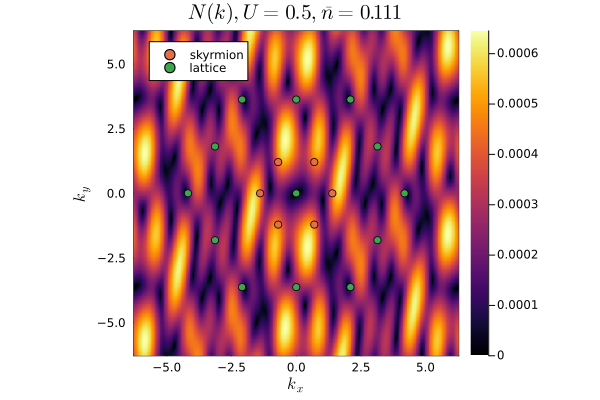 N(k), U = 0.5, n̄ = 0.111
skyrmion
lattice
5.0
2.5
0.0
−2.5
−5.0
k_y
−5.0 −2.5 0.0 2.5 5.0
k_x
0.0006
0.0005
0.0004
0.0003
0.0002
0.0001
0